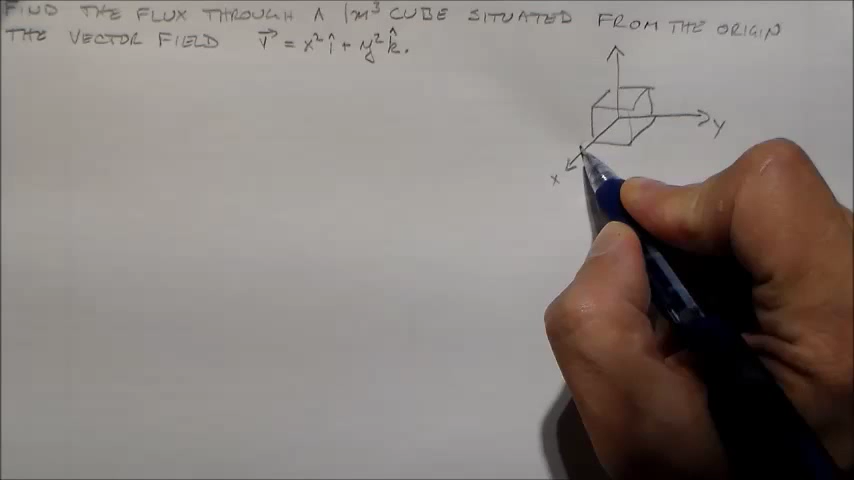 FIND THE FLUX THROUGH A 1m³ CUBE SITUATED FROM THE ORIGIN
THE VECTOR FIELD V⃗ = x² î + y² k̂.
Y
X